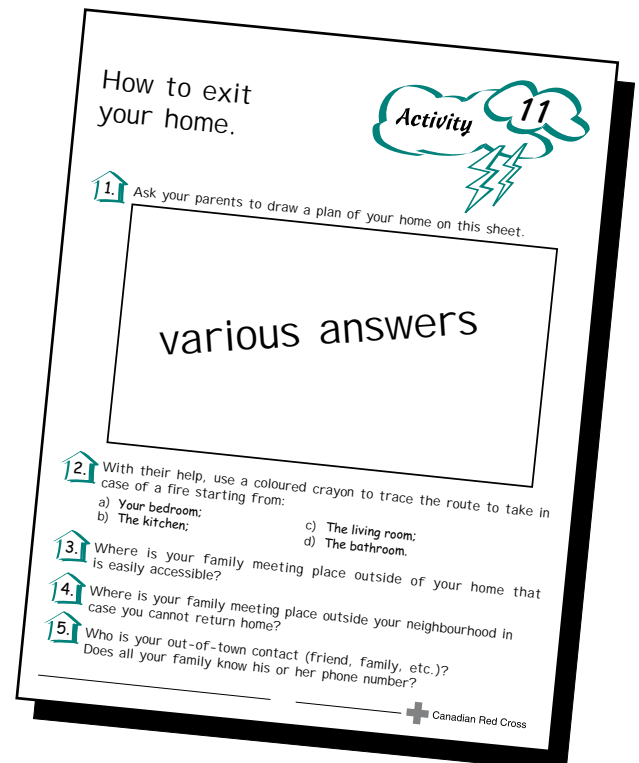 How to exit
your home.
Activity 11
1. Ask your parents to draw a plan of your home on this sheet.
various answers
2. With their help, use a coloured crayon to trace the route to take in
case of a fire starting from:
a) Your bedroom;
b) The kitchen;
c) The living room;
d) The bathroom.
3. Where is your family meeting place outside of your home that
is easily accessible?
4. Where is your family meeting place outside your neighbourhood in
case you cannot return home?
5. Who is your out-of-town contact (friend, family, etc.)?
Does all your family know his or her phone number?
Canadian Red Cross